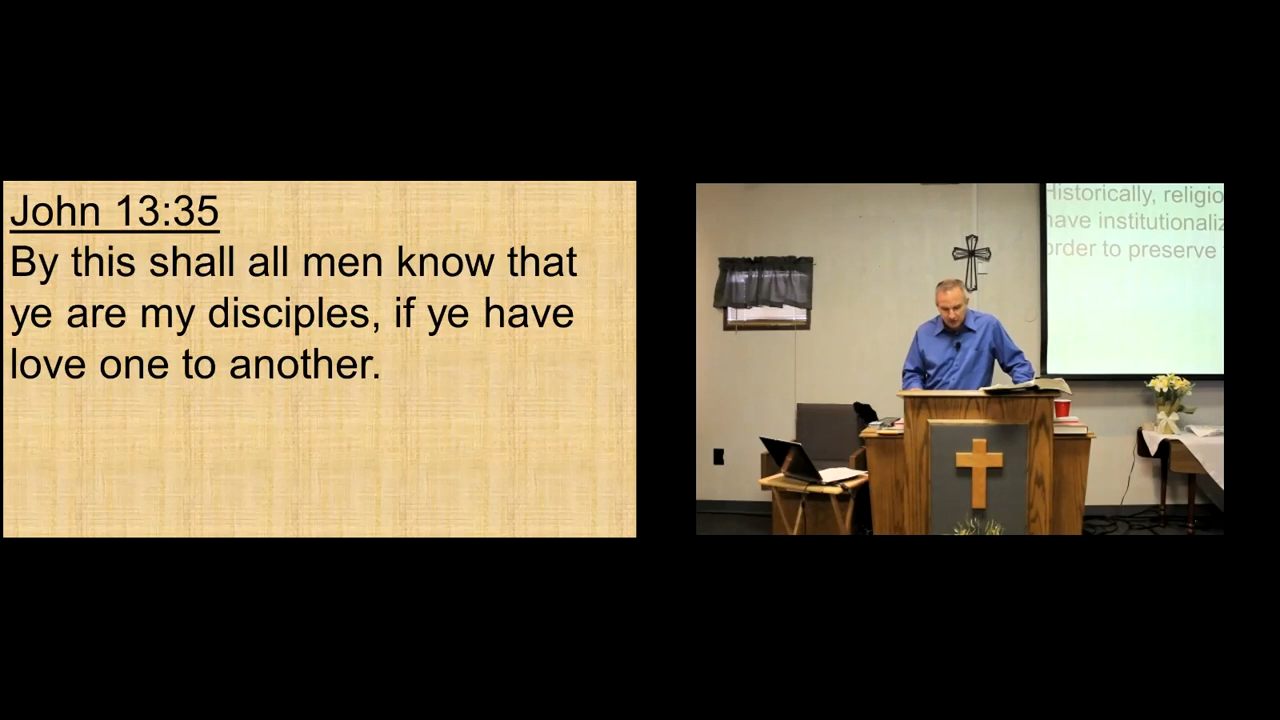 John 13:35
By this shall all men know that
ye are my disciples, if ye have
love one to another.
Historically, religio
have institutionaliz
order to preserve